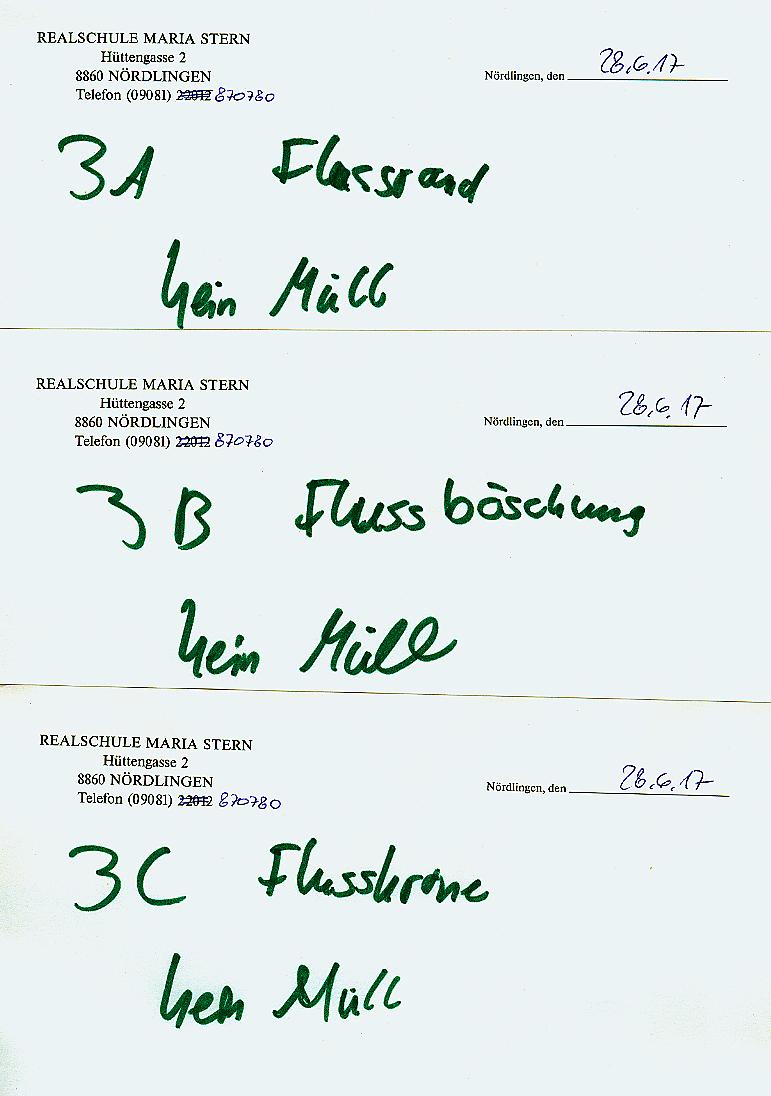 REALSCHULE MARIA STERN
Hüttengasse 2
8860 NÖRDLINGEN
Nördlingen, den 28.6.17
Telefon (09081) 22012 870780
3A Flussrand
kein Müll
REALSCHULE MARIA STERN
Hüttengasse 2
8860 NÖRDLINGEN
Nördlingen, den 28.6.17
Telefon (09081) 22012 870780
3B Flussböschung
kein Müll
REALSCHULE MARIA STERN
Hüttengasse 2
8860 NÖRDLINGEN
Nördlingen, den 28.6.17
Telefon (09081) 22012 870780
3C Flusskrone
kein Müll